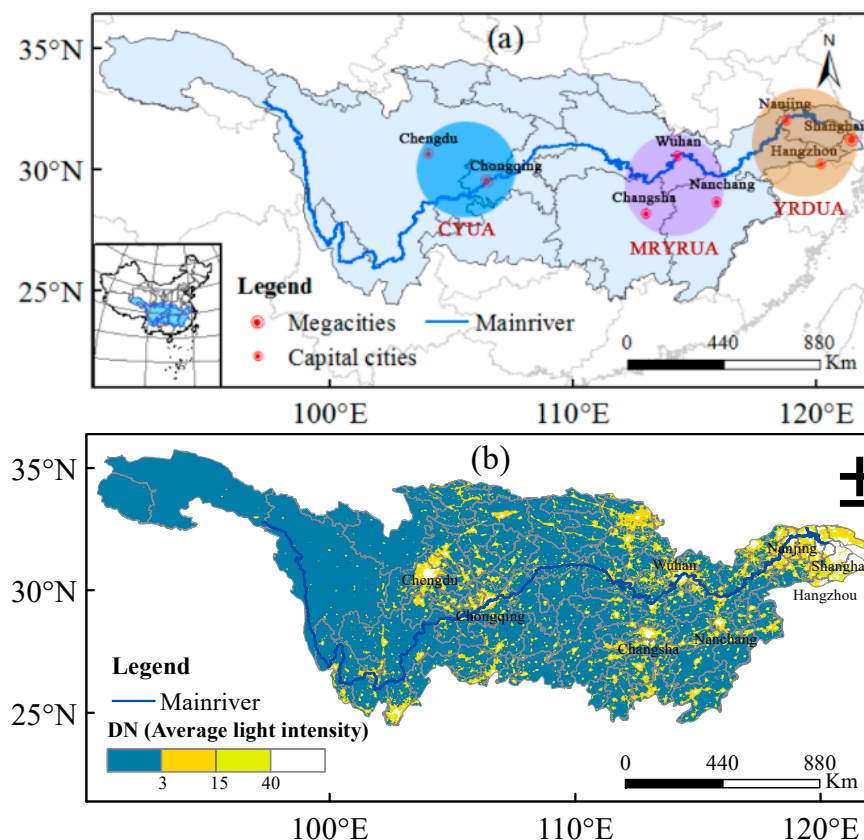 (a)
35°N
30°N
25°N
N
Nanjing
Shanghai
Hangzhou
Wuhan
Chengdu
Chongqing
Nanchang
Changsha
CYUA
MRYRUA
YRDUA
Legend
Megacities
Mainriver
Capital cities
0 440 880
Km
100°E 110°E 120°E
(b)
35°N
30°N
25°N
Nanjing
Wuhan
Shangha
Chengdu
Hangzhou
Chongqing
Nanchang
Changsha
Legend
Mainriver
DN (Average light intensity)
3 15 40
0 440 880
Km
100°E 110°E 120°E